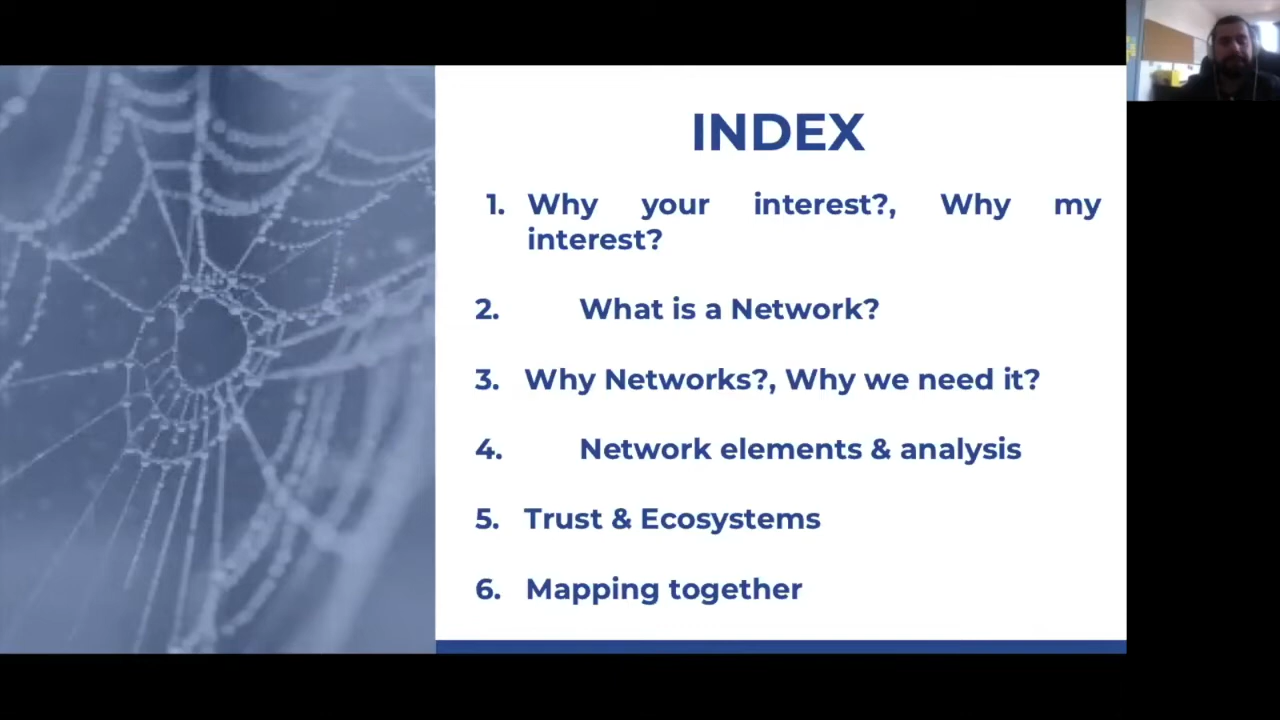 INDEX
1. Why your interest?, Why my
interest?
2. What is a Network?
3. Why Networks?, Why we need it?
4. Network elements & analysis
5. Trust & Ecosystems
6. Mapping together